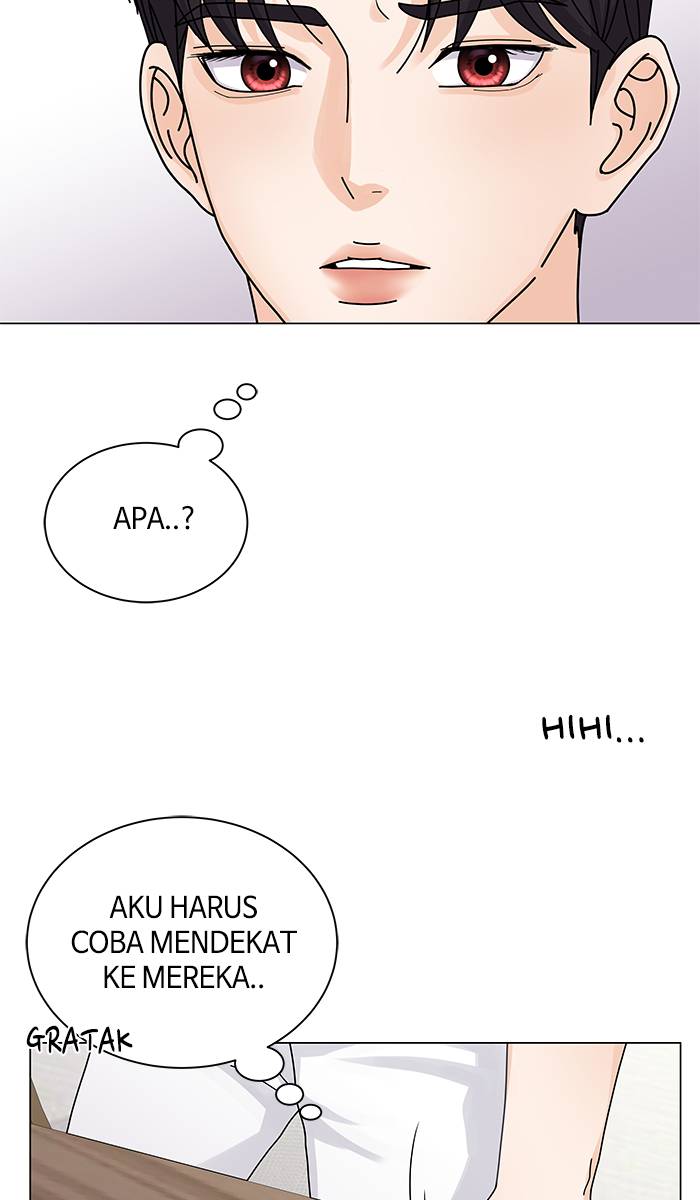 APA..?
HIHI...
AKU HARUS
COBA MENDEKAT
KE MEREKA..
GRATAK